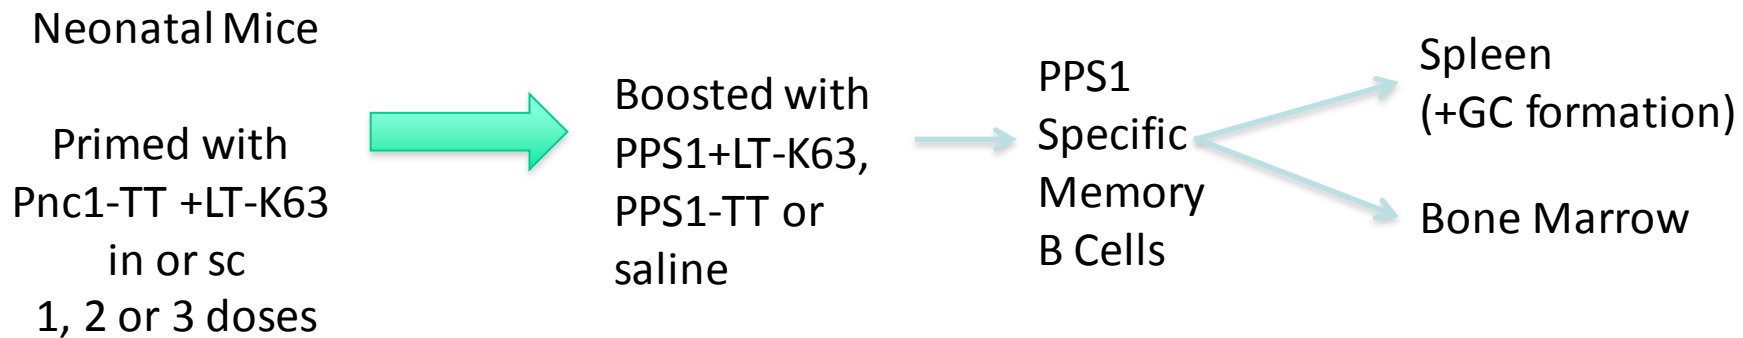 Neonatal Mice
Primed with
Pnc1-TT +LT-K63
in or sc
1, 2 or 3 doses
Boosted with
PPS1+LT-K63,
PPS1-TT or
saline
PPS1
Specific
Memory
B Cells
Spleen
(+GC formation)
Bone Marrow